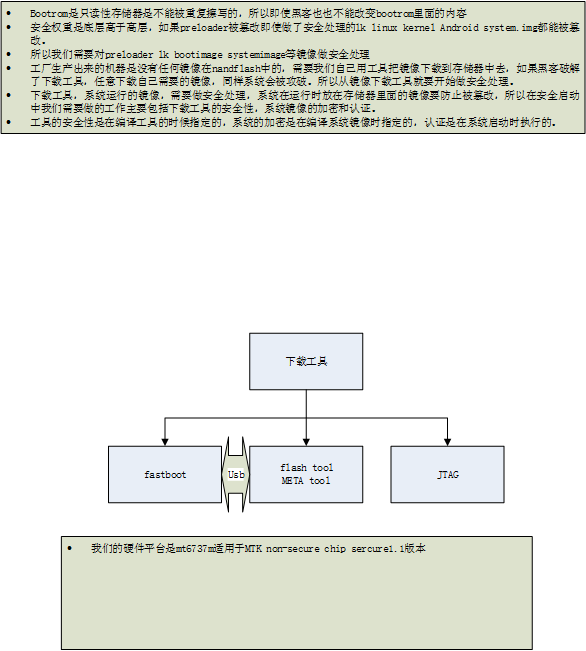 • Bootrom是只读性存储器是不能被重复擦写的，所以即使黑客也也不能改变bootrom里面的内容
• 安全权重是底层高于高层，如果preloader被篡改即使做了安全处理的lk linux kernel Android system.img都能被篡
改。
• 所以我们需要对preloader lk bootimage systemimage等镜像做安全处理
• 工厂生产出来的机器是没有任何镜像在nandflash中的，需要我们自己用工具把镜像下载到存储器中去，如果黑客破解
了下载工具，任意下载自己需要的镜像，同样系统会被攻破。所以从镜像下载工具就要开始做安全处理。
• 下载工具，系统运行的镜像，需要做安全处理，系统在运行时放在存储器里面的镜像要防止被篡改，所以在安全启动
中我们需要做的工作主要包括下载工具的安全性，系统镜像的加密和认证。
• 工具的安全性是在编译工具的时候指定的，系统的加密是在编译系统镜像时指定的，认证是在系统启动时执行的。
下载工具
fastboot
Usb
flash tool
META tool
JTAG
• 我们的硬件平台是mt6737m适用于MTK non-secure chip sercure1.1版本